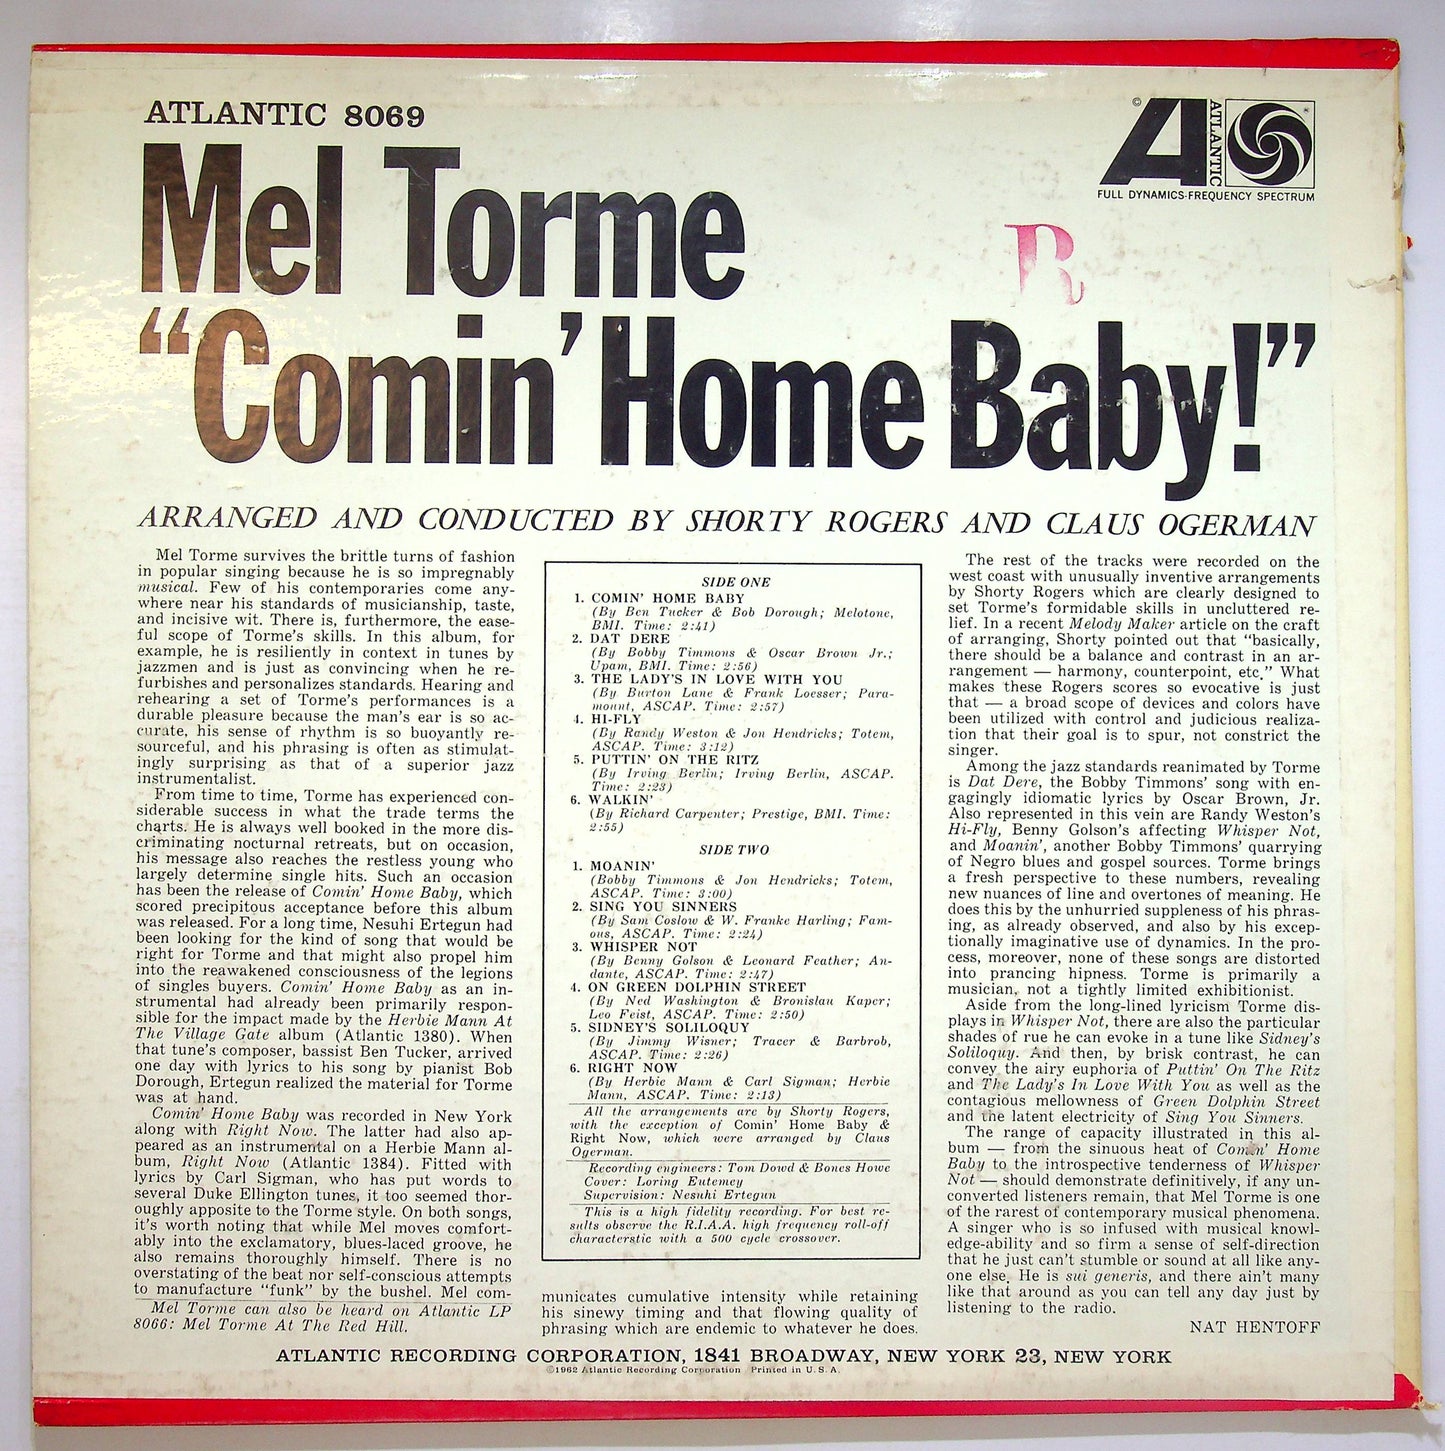 ATLANTIC 8069
© ATLANTIC
FULL DYNAMICS-FREQUENCY SPECTRUM
Mel Torme
R
“Comin’ Home Baby!”
ARRANGED AND CONDUCTED BY SHORTY ROGERS AND CLAUS OGERMAN
Mel Torme survives the brittle turns of fashion
in popular singing because he is so impregnably
musical. Few of his contemporaries come any-
where near his standards of musicianship, taste,
and incisive wit. There is, furthermore, the ease-
ful scope of Torme's skills. In this album, for
example, he is resiliently in context in tunes by
jazzmen and is just as convincing when he re-
furbishes and personalizes standards. Hearing and
rehearing a set of Torme's performances is a
durable pleasure because the man's ear is so ac-
curate, his sense of rhythm is so buoyantly re-
sourceful, and his phrasing is often as stimulat-
ingly surprising as that of a superior jazz
instrumentalist.
From time to time, Torme has experienced con-
siderable success in what the trade terms the
charts. He is always well booked in the more dis-
criminating nocturnal retreats, but on occasion,
his message also reaches the restless young who
largely determine single hits. Such an occasion
has been the release of Comin' Home Baby, which
scored precipitous acceptance before this album
was released. For a long time, Nesuhi Ertegun had
been looking for the kind of song that would be
right for Torme and that might also propel him
into the reawakened consciousness of the legions
of singles buyers. Comin' Home Baby as an in-
strumental had already been primarily respon-
sible for the impact made by the Herbie Mann At
The Village Gate album (Atlantic 1380). When
that tune's composer, bassist Ben Tucker, arrived
one day with lyrics to his song by pianist Bob
Dorough, Ertegun realized the material for Torme
was at hand.
Comin' Home Baby was recorded in New York
along with Right Now. The latter had also ap-
peared as an instrumental on a Herbie Mann al-
bum, Right Now (Atlantic 1384). Fitted with
lyrics by Carl Sigman, who has put words to
several Duke Ellington tunes, it too seemed thor-
oughly apposite to the Torme style. On both songs,
it's worth noting that while Mel moves comfort-
ably into the exclamatory, blues-laced groove, he
also remains thoroughly himself. There is no
overstating of the beat nor self-conscious attempts
to manufacture "funk" by the bushel. Mel com-
Mel Torme can also be heard on Atlantic LP
8066: Mel Torme At The Red Hill.
SIDE ONE
1. COMIN' HOME BABY
(By Ben Tucker & Bob Dorough; Melotone,
BMI. Time: 2:41)
2. DAT DERE
(By Bobby Timmons & Oscar Brown Jr.;
Upam, BMI. Time: 2:56)
3. THE LADY'S IN LOVE WITH YOU
(By Burton Lane & Frank Loesser; Para-
mount, ASCAP. Time: 2:57)
4. HI-FLY
(By Randy Weston & Jon Hendricks; Totem,
ASCAP. Time: 3:12)
5. PUTTIN' ON THE RITZ
(By Irving Berlin; Irving Berlin, ASCAP.
Time: 2:23)
6. WALKIN'
(By Richard Carpenter; Prestige, BMI. Time:
2:55)
SIDE TWO
1. MOANIN'
(Bobby Timmons & Jon Hendricks; Totem,
ASCAP. Time: 3:00)
2. SING YOU SINNERS
(By Sam Coslow & W. Franke Harling; Fam-
ous, ASCAP. Time: 2:24)
3. WHISPER NOT
(By Benny Golson & Leonard Feather; An-
dante, ASCAP. Time: 2:47)
4. ON GREEN DOLPHIN STREET
(By Ned Washington & Bronislau Kaper;
Leo Feist, ASCAP. Time: 2:50)
5. SIDNEY'S SOLILOQUY
(By Jimmy Wisner; Tracer & Barbrob,
ASCAP. Time: 2:26)
6. RIGHT NOW
(By Herbie Mann & Carl Sigman; Herbie
Mann, ASCAP. Time: 2:13)
All the arrangements are by Shorty Rogers,
with the exception of Comin' Home Baby &
Right Now, which were arranged by Claus
Ogerman.
Recording engineers: Tom Dowd & Bones Howe
Cover: Loring Eutemey
Supervision: Nesuhi Ertegun
This is a high fidelity recording. For best re-
sults observe the R.I.A.A. high frequency roll-off
characterstic with a 500 cycle crossover.
municates cumulative intensity while retaining
his sinewy timing and that flowing quality of
phrasing which are endemic to whatever he does.
The rest of the tracks were recorded on the
west coast with unusually inventive arrangements
by Shorty Rogers which are clearly designed to
set Torme's formidable skills in uncluttered re-
lief. In a recent Melody Maker article on the craft
of arranging, Shorty pointed out that "basically,
there should be a balance and contrast in an ar-
rangement — harmony, counterpoint, etc." What
makes these Rogers scores so evocative is just
that — a broad scope of devices and colors have
been utilized with control and judicious realiza-
tion that their goal is to spur, not constrict the
singer.
Among the jazz standards reanimated by Torme
is Dat Dere, the Bobby Timmons' song with en-
gagingly idiomatic lyrics by Oscar Brown, Jr.
Also represented in this vein are Randy Weston's
Hi-Fly, Benny Golson's affecting Whisper Not,
and Moanin', another Bobby Timmons' quarrying
of Negro blues and gospel sources. Torme brings
a fresh perspective to these numbers, revealing
new nuances of line and overtones of meaning. He
does this by the unhurried suppleness of his phras-
ing, as already observed, and also by his excep-
tionally imaginative use of dynamics. In the pro-
cess, moreover, none of these songs are distorted
into prancing hipness. Torme is primarily a
musician, not a tightly limited exhibitionist.
Aside from the long-lined lyricism Torme dis-
plays in Whisper Not, there are also the particular
shades of rue he can evoke in a tune like Sidney's
Soliloquy. And then, by brisk contrast, he can
convey the airy euphoria of Puttin' On The Ritz
and The Lady's In Love With You as well as the
contagious mellowness of Green Dolphin Street
and the latent electricity of Sing You Sinners.
The range of capacity illustrated in this al-
bum — from the sinuous heat of Comin' Home
Baby to the introspective tenderness of Whisper
Not — should demonstrate definitively, if any un-
converted listeners remain, that Mel Torme is one
of the rarest of contemporary musical phenomena.
A singer who is so infused with musical knowl-
edge-ability and so firm a sense of self-direction
that he just can't stumble or sound at all like any-
one else. He is sui generis, and there ain't many
like that around as you can tell any day just by
listening to the radio.
NAT HENTOFF
ATLANTIC RECORDING CORPORATION, 1841 BROADWAY, NEW YORK 23, NEW YORK
©1962 Atlantic Recording Corporation Printed in U.S.A.